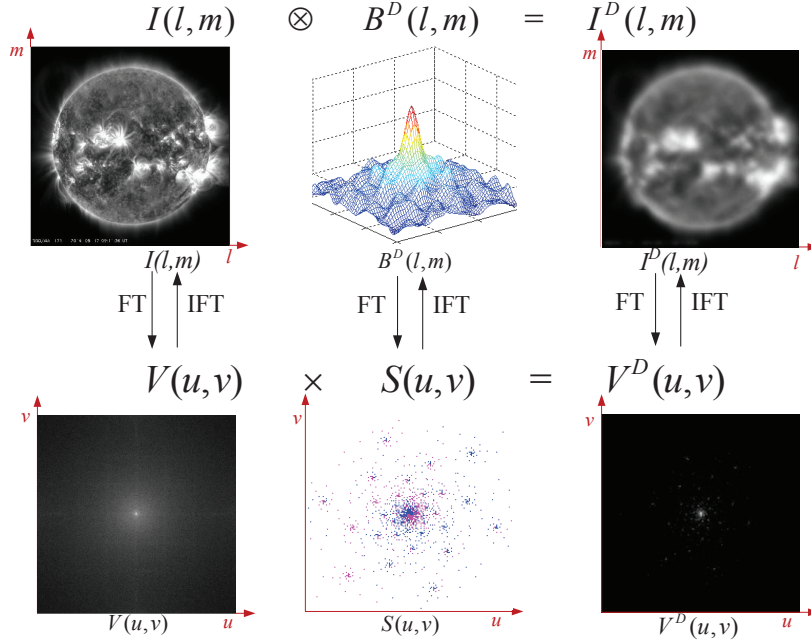 I(l,m) ⊗ B^D(l,m) = I^D(l,m)
m
m
l
l
I(l,m)
B^D(l,m)
I^D(l,m)
FT IFT
FT IFT
FT IFT
V(u,v) × S(u,v) = V^D(u,v)
v
v
v
u
u
u
V(u,v)
S(u,v)
V^D(u,v)